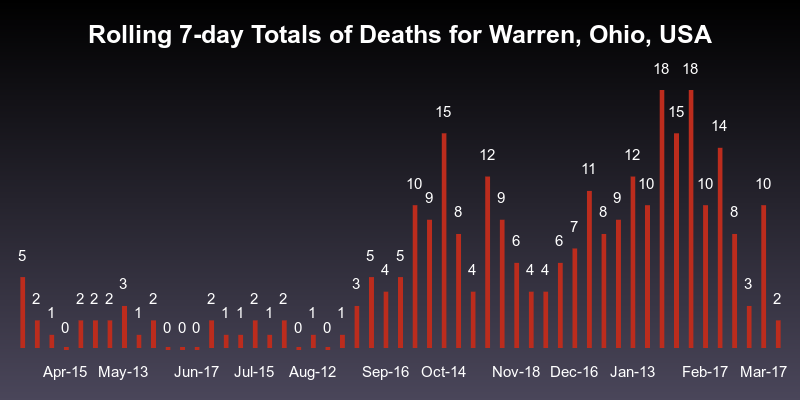 Rolling 7-day Totals of Deaths for Warren, Ohio, USA
5 2 1 0 2 2 2 3 1 2 0 0 0 2 1 1 2 1 2 0 1 0 1 3 5 4 5 10 9 15 8 4 12 9 6 4 4 6 7 11 8 9 12 10 18 15 18 10 14 8 3 10 2
Apr-15 May-13 Jun-17 Jul-15 Aug-12 Sep-16 Oct-14 Nov-18 Dec-16 Jan-13 Feb-17 Mar-17